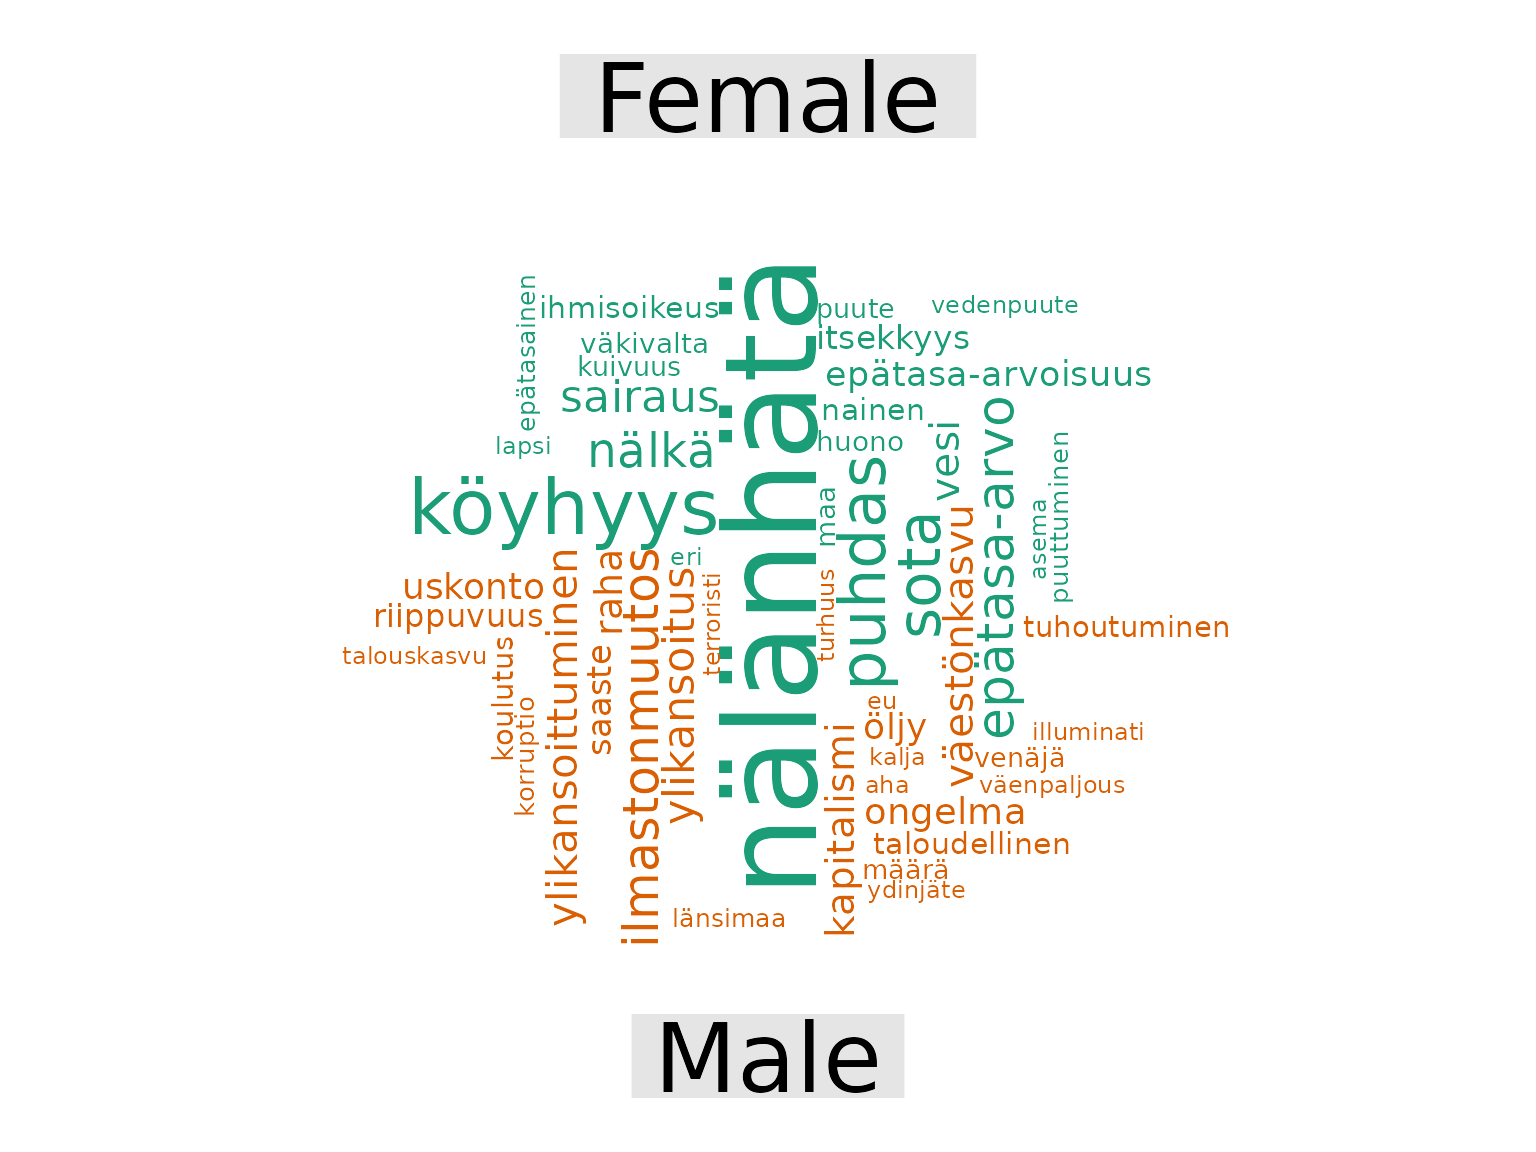 Female
nälänhätä
epätasainen
ihmisoikeus
puute
vedenpuute
väkivalta
itsekkyys
kuivuus
epätasa-arvoisuus
sairaus
nainen
epätasa-arvo
vesi
huono
lapsi
nälkä
puuttuminen
köyhyys
puhdas
maa
asema
sota
väestönkasvu
eri
uskonto
ylikansoittuminen
raha
ilmastonmuutos
ylikansoitus
terroristi
turhuus
riippuvuus
tuhoutuminen
talouskasvu
koulutus
saaste
korruptio
eu
öljy
illuminati
kapitalismi
kalja
venäjä
aha
väenpaljous
ongelma
taloudellinen
määrä
ydinjäte
länsimaa
Male